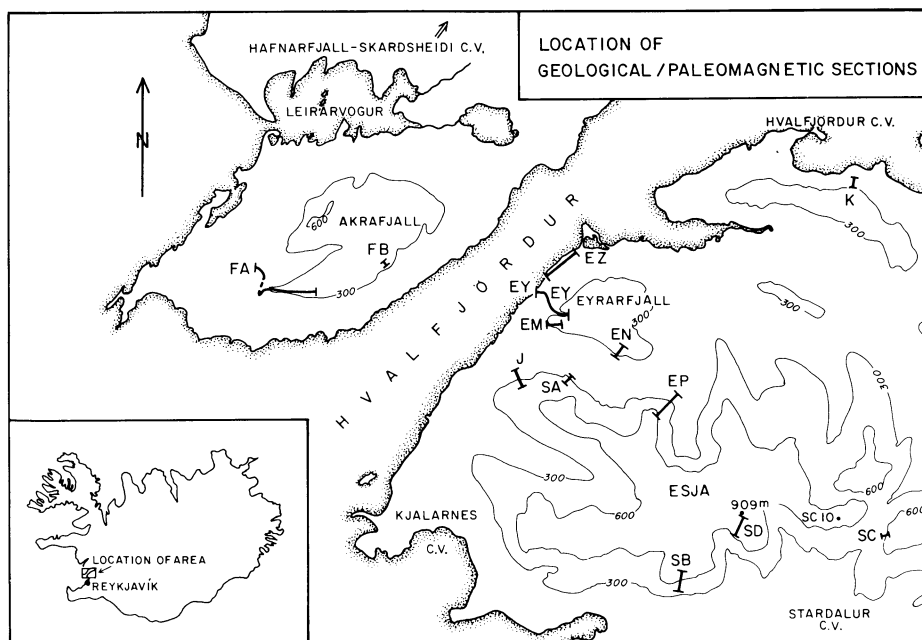 LOCATION OF
GEOLOGICAL/PALEOMAGNETIC SECTIONS
HAFNARFJALL-SKARDSHEIDI C.V.
LEIRÁRVOGUR
N
HVALFJÖRDUR C.V.
K
300
AKRAFJALL
600
FB
FA
300
HVALFJÖRDUR
EZ
EY
EY
EYRARFJALL
EM
EN
300
300
J
SA
EP
300
300
ESJA
600
600
600
909m
SD
SC10
SC
KJALARNES
C.V.
SB
300
STARDALUR
C.V.
LOCATION OF AREA
REYKJAVÍK